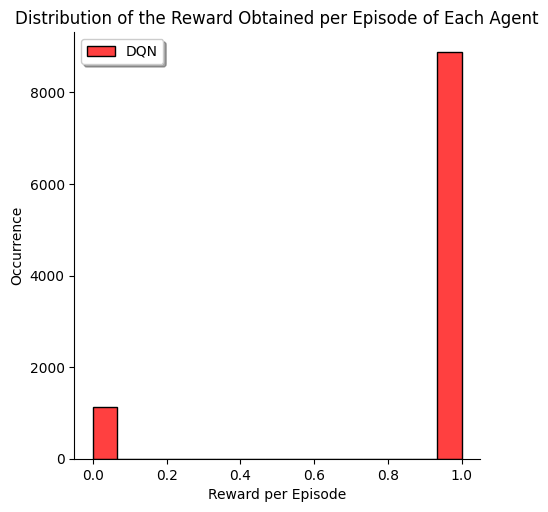 Distribution of the Reward Obtained per Episode of Each Agent
DQN
8000
6000
4000
2000
0
Occurrence
0.0 0.2 0.4 0.6 0.8 1.0
Reward per Episode